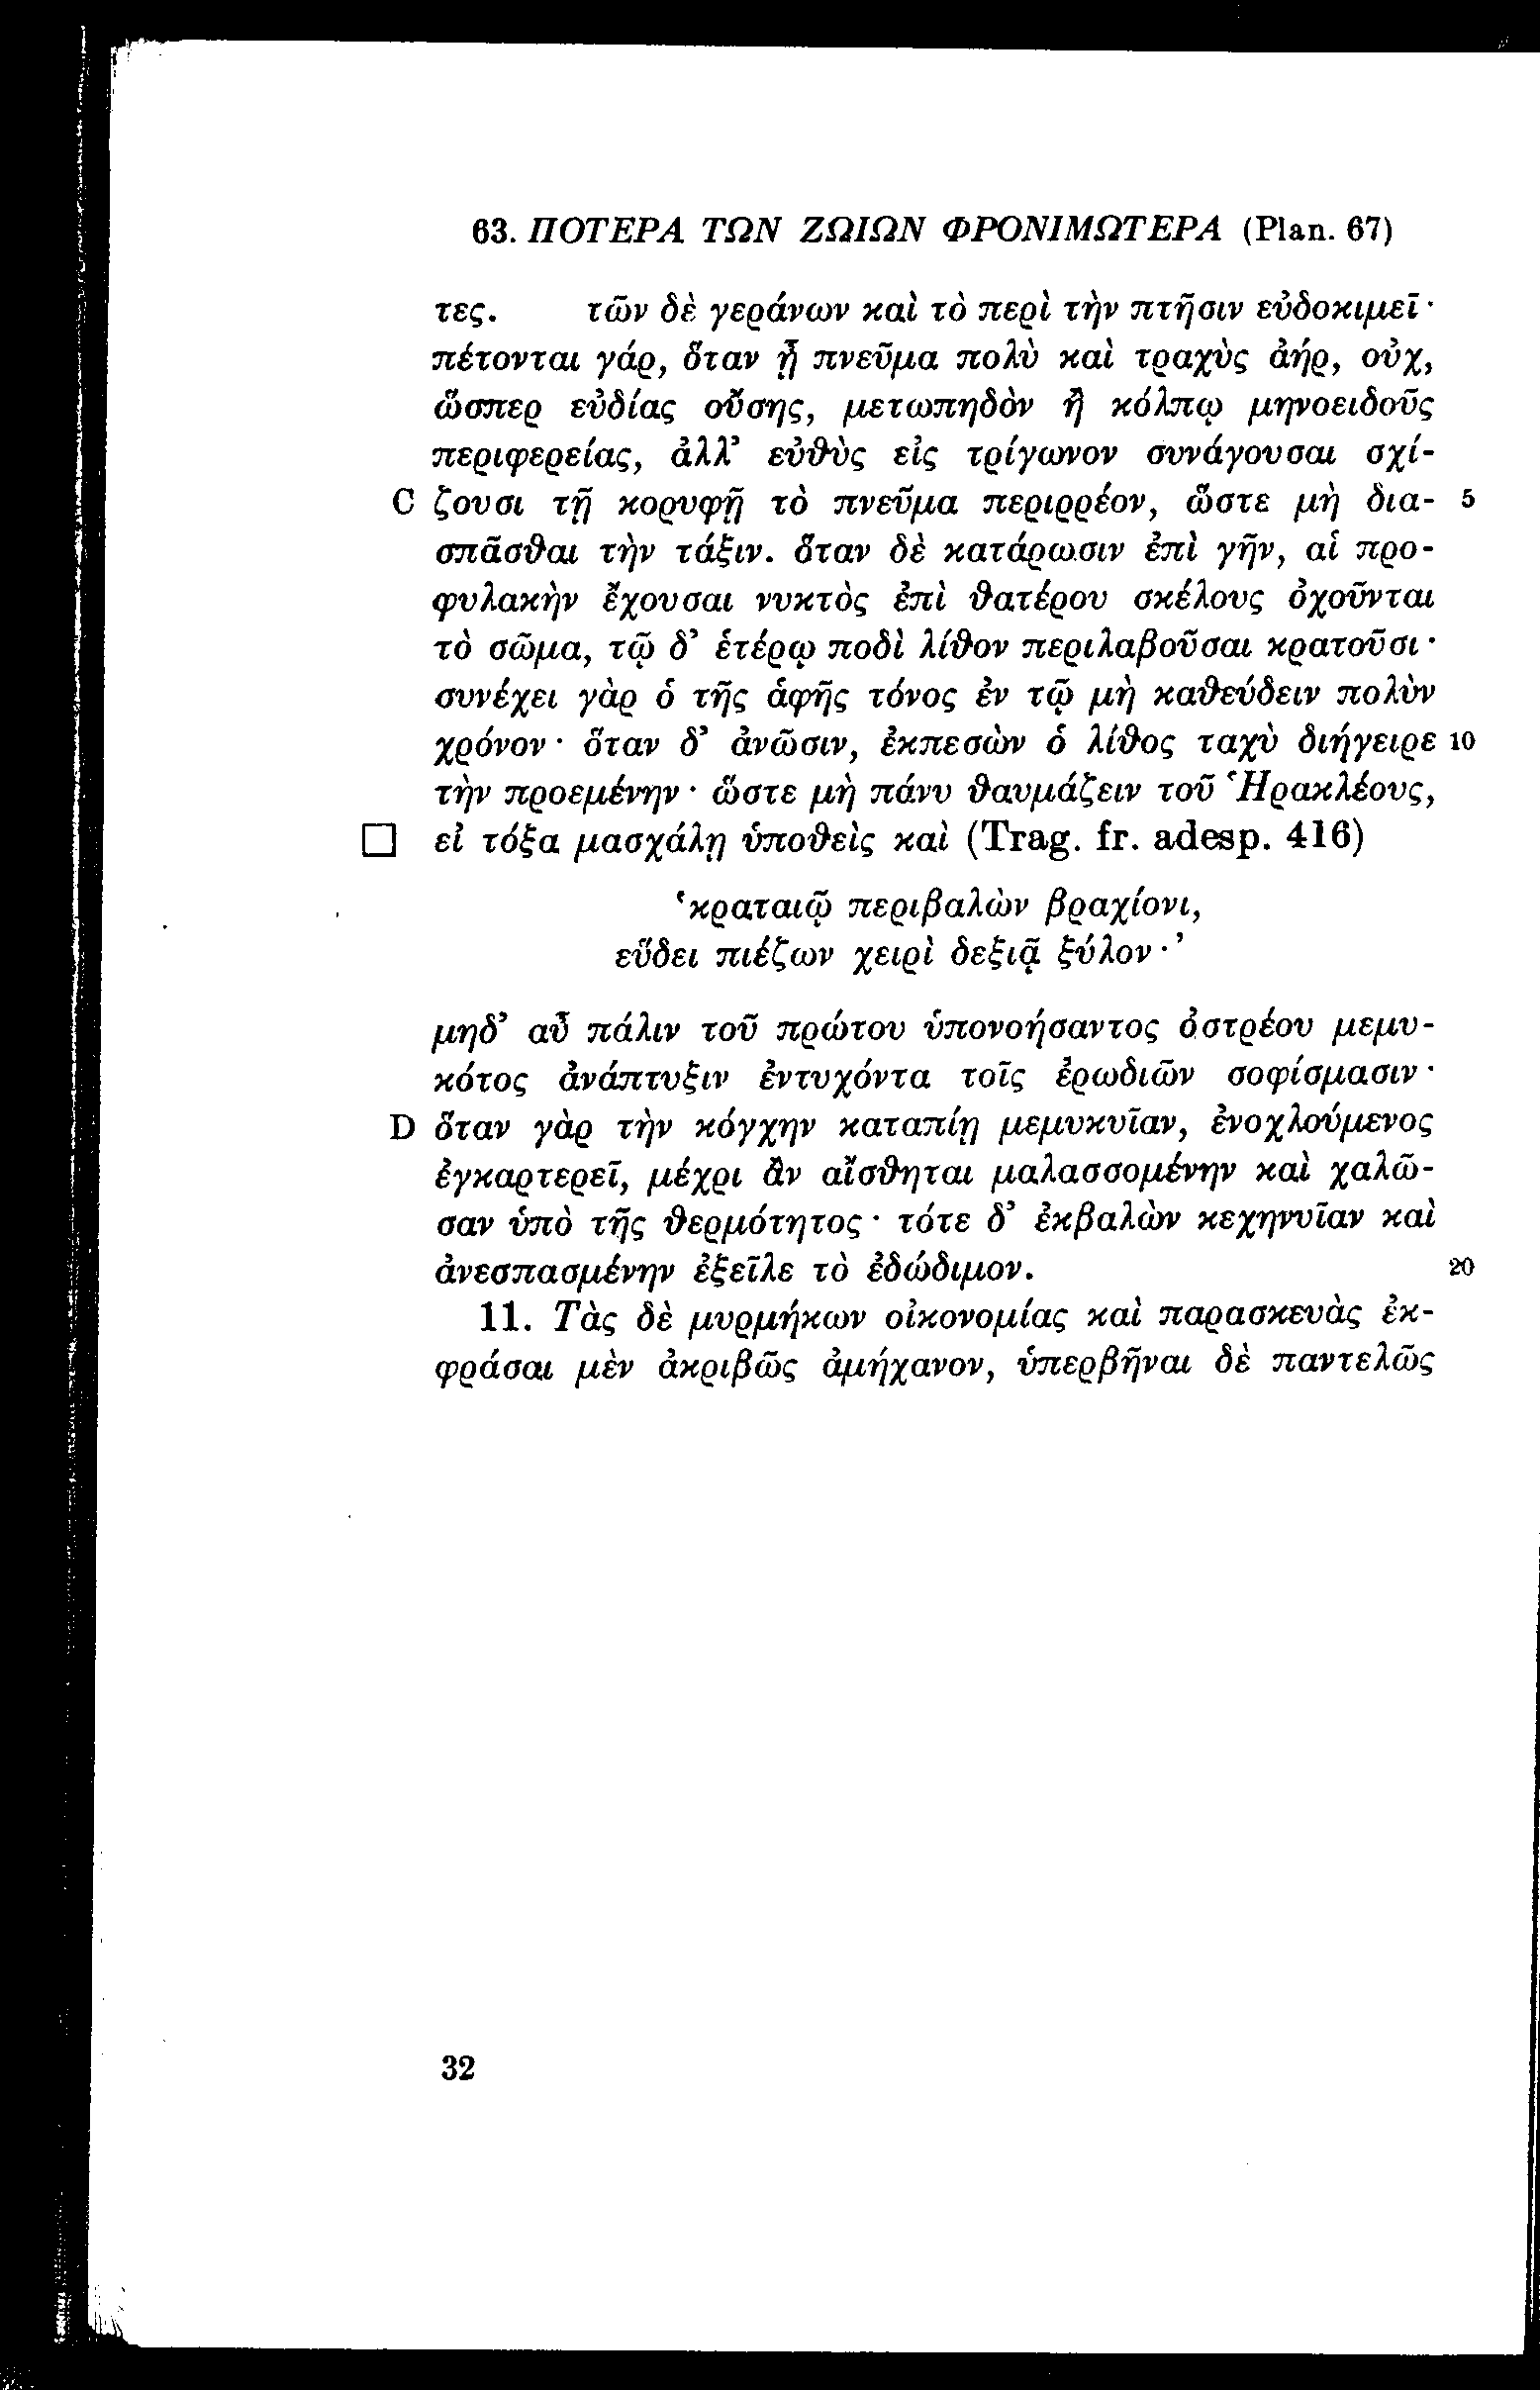 63. ΠΟΤΕΡΑ ΤΩΝ ΖΩΙΩΝ ΦΡΟΝΙΜΩΤΕΡΑ (Plan. 67)
τες. τῶν δὲ γεράνων καὶ τὸ περὶ τὴν πτῆσιν εὐδοκιμεῖ·
πέτονται γάρ, ὅταν ᾖ πνεῦμα πολὺ καὶ τραχὺς ἀήρ, οὐχ,
ὥσπερ εὐδίας οὔσης, μετωπηδὸν ἢ κόλπῳ μηνοειδοῦς
περιφερείας, ἀλλ’ εὐθὺς εἰς τρίγωνον συνάγουσαι σχί-
C ζουσι τῇ κορυφῇ τὸ πνεῦμα περιρρέον, ὥστε μὴ δια- 5
σπᾶσθαι τὴν τάξιν. ὅταν δὲ κατάρωσιν ἐπὶ γῆν, αἱ προ-
φυλακὴν ἔχουσαι νυκτὸς ἐπὶ θατέρου σκέλους ὀχοῦνται
τὸ σῶμα, τῷ δ’ ἑτέρῳ ποδὶ λίθον περιλαβοῦσαι κρατοῦσι·
συνέχει γὰρ ὁ τῆς ἁφῆς τόνος ἐν τῷ μὴ καθεύδειν πολὺν
χρόνον· ὅταν δ’ ἀνῶσιν, ἐκπεσὼν ὁ λίθος ταχὺ διήγειρε 10
τὴν προεμένην· ὥστε μὴ πάνυ θαυμάζειν τοῦ Ἡρακλέους,
□ εἰ τόξα μασχάλῃ ὑποθεὶς καὶ (Trag. fr. adesp. 416)
‘κραταιῷ περιβαλὼν βραχίονι,
εὕδει πιέζων χειρὶ δεξιᾷ ξύλον·’
μηδ’ αὖ πάλιν τοῦ πρώτου ὑπονοήσαντος ὀστρέου μεμυ-
κότος ἀνάπτυξιν ἐντυχόντα τοῖς ἐρωδιῶν σοφίσμασιν·
D ὅταν γὰρ τὴν κόγχην καταπίῃ μεμυκυῖαν, ἐνοχλούμενος
ἐγκαρτερεῖ, μέχρι ἂν αἴσθηται μαλασσομένην καὶ χαλῶ-
σαν ὑπὸ τῆς θερμότητος· τότε δ’ ἐκβαλὼν κεχηνυῖαν καὶ
ἀνεσπασμένην ἐξεῖλε τὸ ἐδώδιμον. 20
11. Τὰς δὲ μυρμήκων οἰκονομίας καὶ παρασκευὰς ἐκ-
φράσαι μὲν ἀκριβῶς ἀμήχανον, ὑπερβῆναι δὲ παντελῶς
32